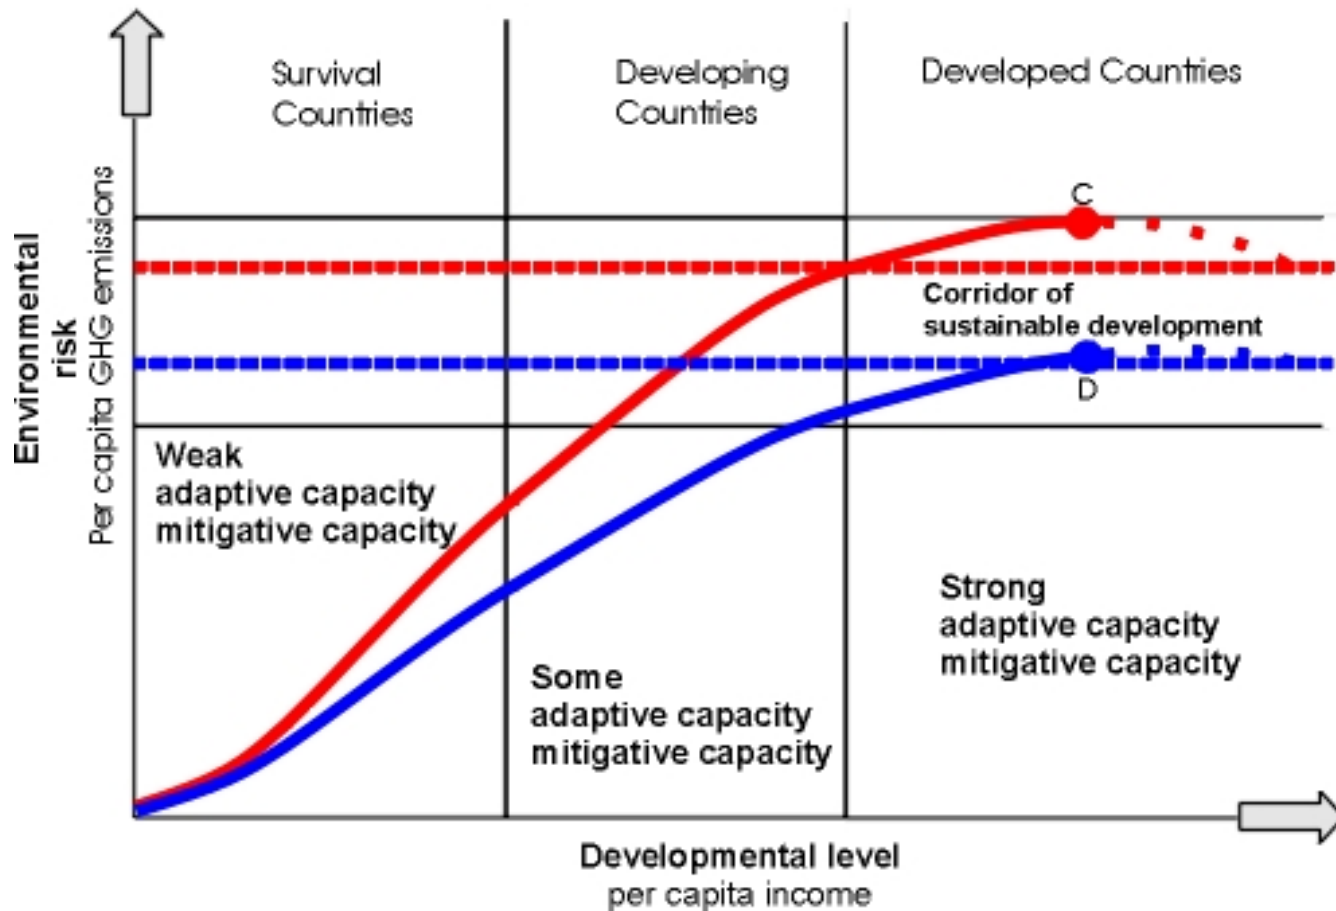 Survival
Countries
Developing
Countries
Developed Countries
C
Corridor of
sustainable development
D
Environmental
risk
Per capita GHG emissions
Weak
adaptive capacity
mitigative capacity
Some
adaptive capacity
mitigative capacity
Strong
adaptive capacity
mitigative capacity
Developmental level
per capita income